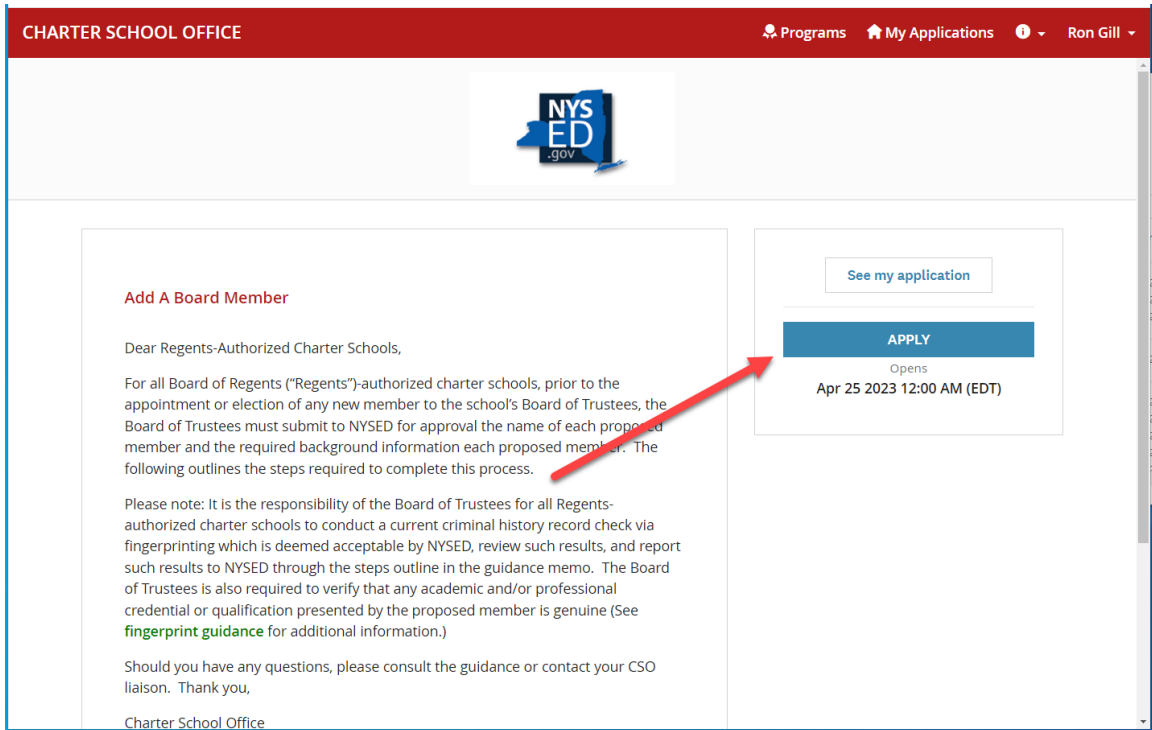 CHARTER SCHOOL OFFICE
Programs
My Applications
Ron Gill
NYS
ED
.gov
Add A Board Member
Dear Regents-Authorized Charter Schools,
For all Board of Regents (“Regents”)-authorized charter schools, prior to the
appointment or election of any new member to the school’s Board of Trustees, the
Board of Trustees must submit to NYSED for approval the name of each proposed
member and the required background information each proposed member. The
following outlines the steps required to complete this process.
Please note: It is the responsibility of the Board of Trustees for all Regents-
authorized charter schools to conduct a current criminal history record check via
fingerprinting which is deemed acceptable by NYSED, review such results, and report
such results to NYSED through the steps outline in the guidance memo. The Board
of Trustees is also required to verify that any academic and/or professional
credential or qualification presented by the proposed member is genuine (See
fingerprint guidance for additional information.)
Should you have any questions, please consult the guidance or contact your CSO
liaison. Thank you,
Charter School Office
See my application
APPLY
Opens
Apr 25 2023 12:00 AM (EDT)